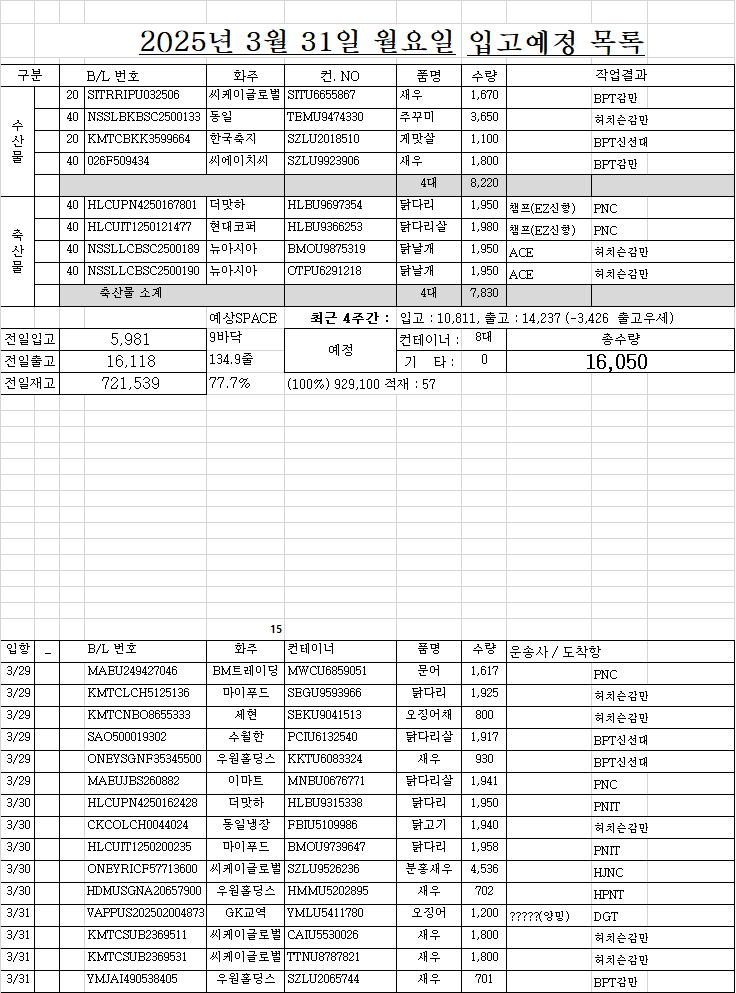 2025년 3월 31일 월요일 입고예정 목록
구분 B/L 번호 화주 컨. NO 품명 수량 작업결과
수산물
20 SITRRIPU032506 씨케이글로벌 SITU6655867 새우 1,670 BPT감만
40 NSSLBKBSC2500133 동일 TBMU9474330 주꾸미 3,650 허치슨감만
20 KMTCBKK3599664 한국축지 SZLU2018510 게맛살 1,100 BPT신선대
40 026F509434 씨에이치씨 SZLU9923906 새우 1,800 BPT감만
4대 8,220
축산물
40 HLCUPN4250167801 더맛하 HLBU9697354 닭다리 1,950 캠프(EZ신항) PNC
40 HLCUIT1250121477 현대코퍼 HLBU9366253 닭다리살 1,980 캠프(EZ신항) PNC
40 NSSLLCBSC2500189 뉴아시아 BMOU9875319 닭날개 1,950 ACE 허치슨감만
40 NSSLLCBSC2500190 뉴아시아 OTPU6291218 닭날개 1,950 ACE 허치슨감만
축산물 소계 4대 7,830
예상SPACE 최근 4주간 : 입고 : 10,811, 출고 : 14,237 (-3,426 출고우세)
전일입고 5,981 9바닥 예정 컨테이너 : 8대 총수량
전일출고 16,118 134.9줄 기 타 : 0 16,050
전일재고 721,539 77.7% (100%) 929,100 적재 : 57
15
입항 _ B/L 번호 화주 컨테이너 품명 수량 운송사 / 도착항
3/29 MAEU249427046 BM트레이딩 MWCU6859051 문어 1,617 PNC
3/29 KMTCLCH5125136 마이푸드 SEGU9593966 닭다리 1,925 허치슨감만
3/29 KMTCNBO8655333 세현 SEKU9041513 오징어채 800 허치슨감만
3/29 SAO500019302 수월한 PCIU6132540 닭다리살 1,917 BPT신선대
3/29 ONEYSGNF35345500 우원홀딩스 KKTU6083324 새우 930 BPT신선대
3/29 MAEUJBS260882 이마트 MNBU0676771 닭다리살 1,941 PNC
3/30 HLCUPN4250162428 더맛하 HLBU9315338 닭다리 1,950 PNIT
3/30 CKCOLCH0044024 동일냉장 FBIU5109986 닭고기 1,940 허치슨감만
3/30 HLCUIT1250200235 마이푸드 BMOU9739647 닭다리 1,958 PNIT
3/30 ONEYRICF57713600 씨케이글로벌 SZLU9526236 분홍새우 4,536 HJNC
3/30 HDMUSGNA20657900 우원홀딩스 HMMU5202895 새우 702 HPNT
3/31 VAPPUS202502004873 GK교역 YMLU5411780 오징어 1,200 ?????(양밍) DGT
3/31 KMTCSUB2369511 씨케이글로벌 CAIU5530026 새우 1,800 허치슨감만
3/31 KMTCSUB2369531 씨케이글로벌 TTNU8787821 새우 1,800 허치슨감만
3/31 YMJAI490538405 우원홀딩스 SZLU2065744 새우 701 BPT감만